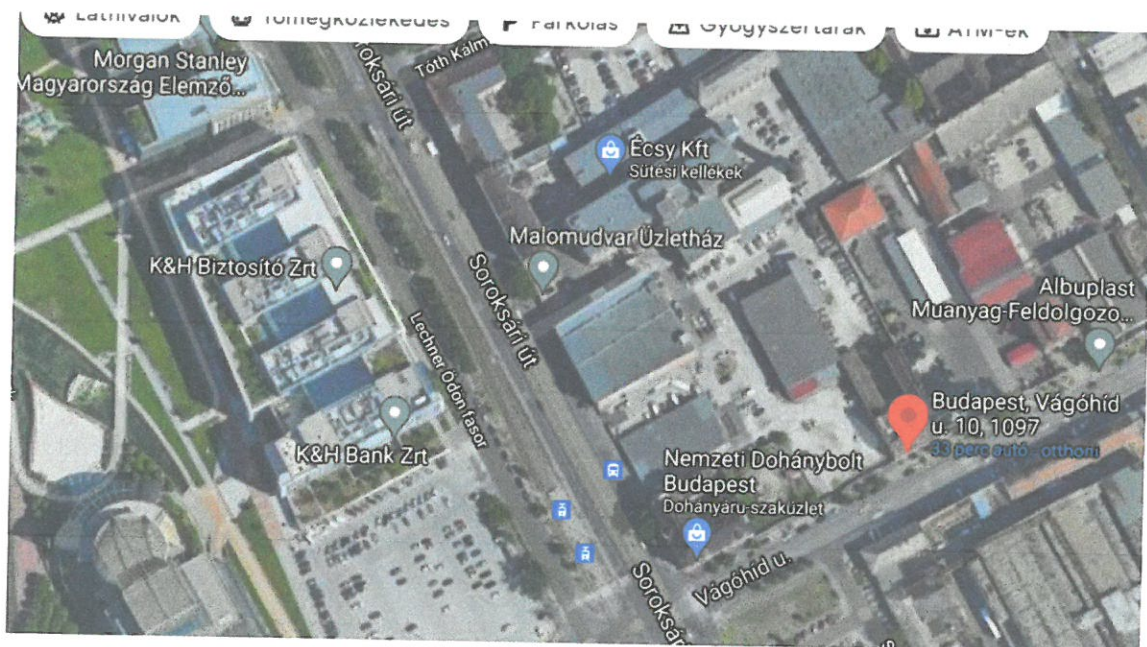 Látnivalók
Tömegközlekedés
Parkolás
Gyógyszertárak
ATM-ek
Morgan Stanley
Magyarország Elemző...
Soroksári út
Tóth Kálm
Écsy Kft
Sütési kellékek
Malomudvar Üzletház
K&H Biztosító Zrt
Soroksári út
Albuplast
Muanyag-Feldolgozo...
Lechner Ödön fasor
Budapest, Vágóhíd
u. 10, 1097
33 perc autó , otthoni
K&H Bank Zrt
Nemzeti Dohánybolt
Budapest
Dohányáru-szaküzlet
Vágóhíd u.
Soroksári